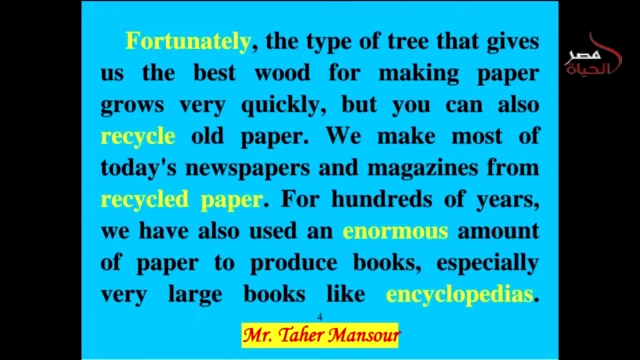 Fortunately, the type of tree that gives
us the best wood for making paper
grows very quickly, but you can also
recycle old paper. We make most of
today's newspapers and magazines from
recycled paper. For hundreds of years,
we have also used an enormous amount
of paper to produce books, especially
very large books like encyclopedias.
4
Mr. Taher Mansour
مصر
الحياة